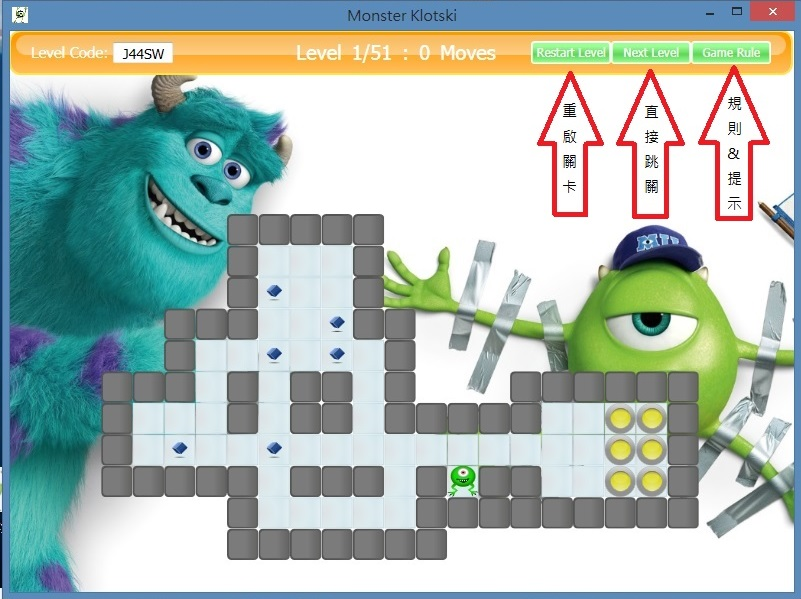 Monster Klotski
Level Code: J44SW
Level 1/51 : 0 Moves
Restart Level
Next Level
Game Rule
重啟關卡
直接跳關
規則&提示
MU